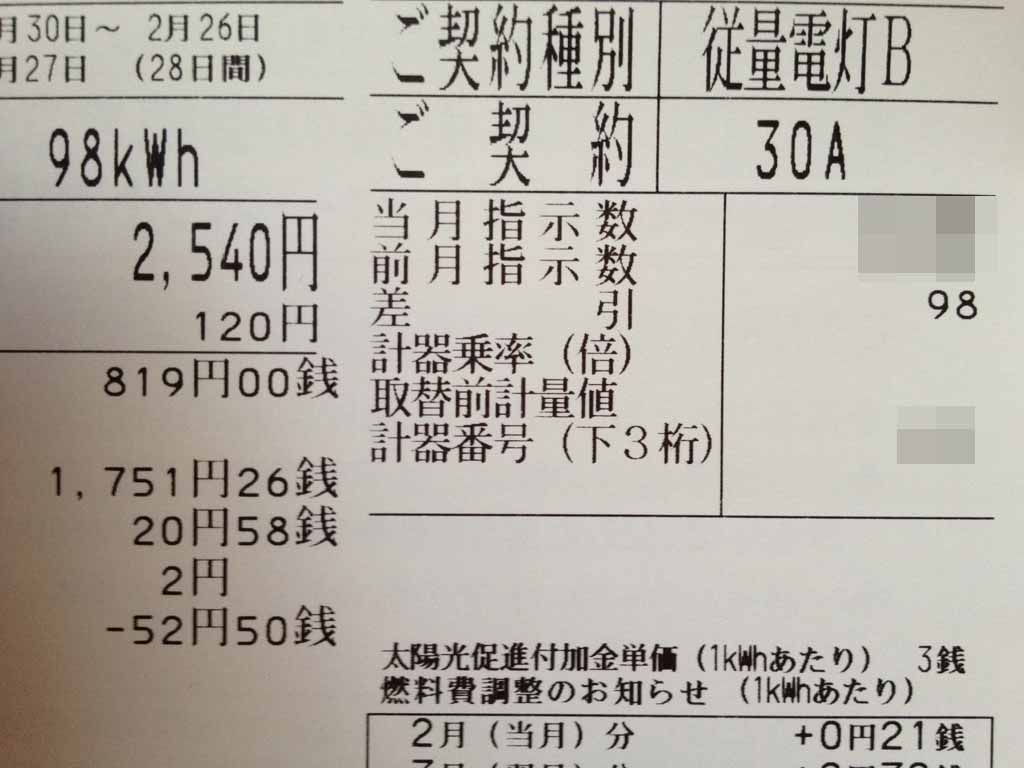 月30日～ 2月26日
月27日 （28日間）
98kWh
2,540円
120円
819円00銭
1,751円26銭
20円58銭
2円
-52円50銭
ご契約種別 従量電灯B
ご契約 30A
当月指示数
前月指示数
差引 98
計器乗率（倍）
取替前計量値
計器番号（下3桁）
太陽光促進付加金単価（1kWhあたり） 3銭
燃料費調整のお知らせ（1kWhあたり）
2月（当月）分 +0円21銭